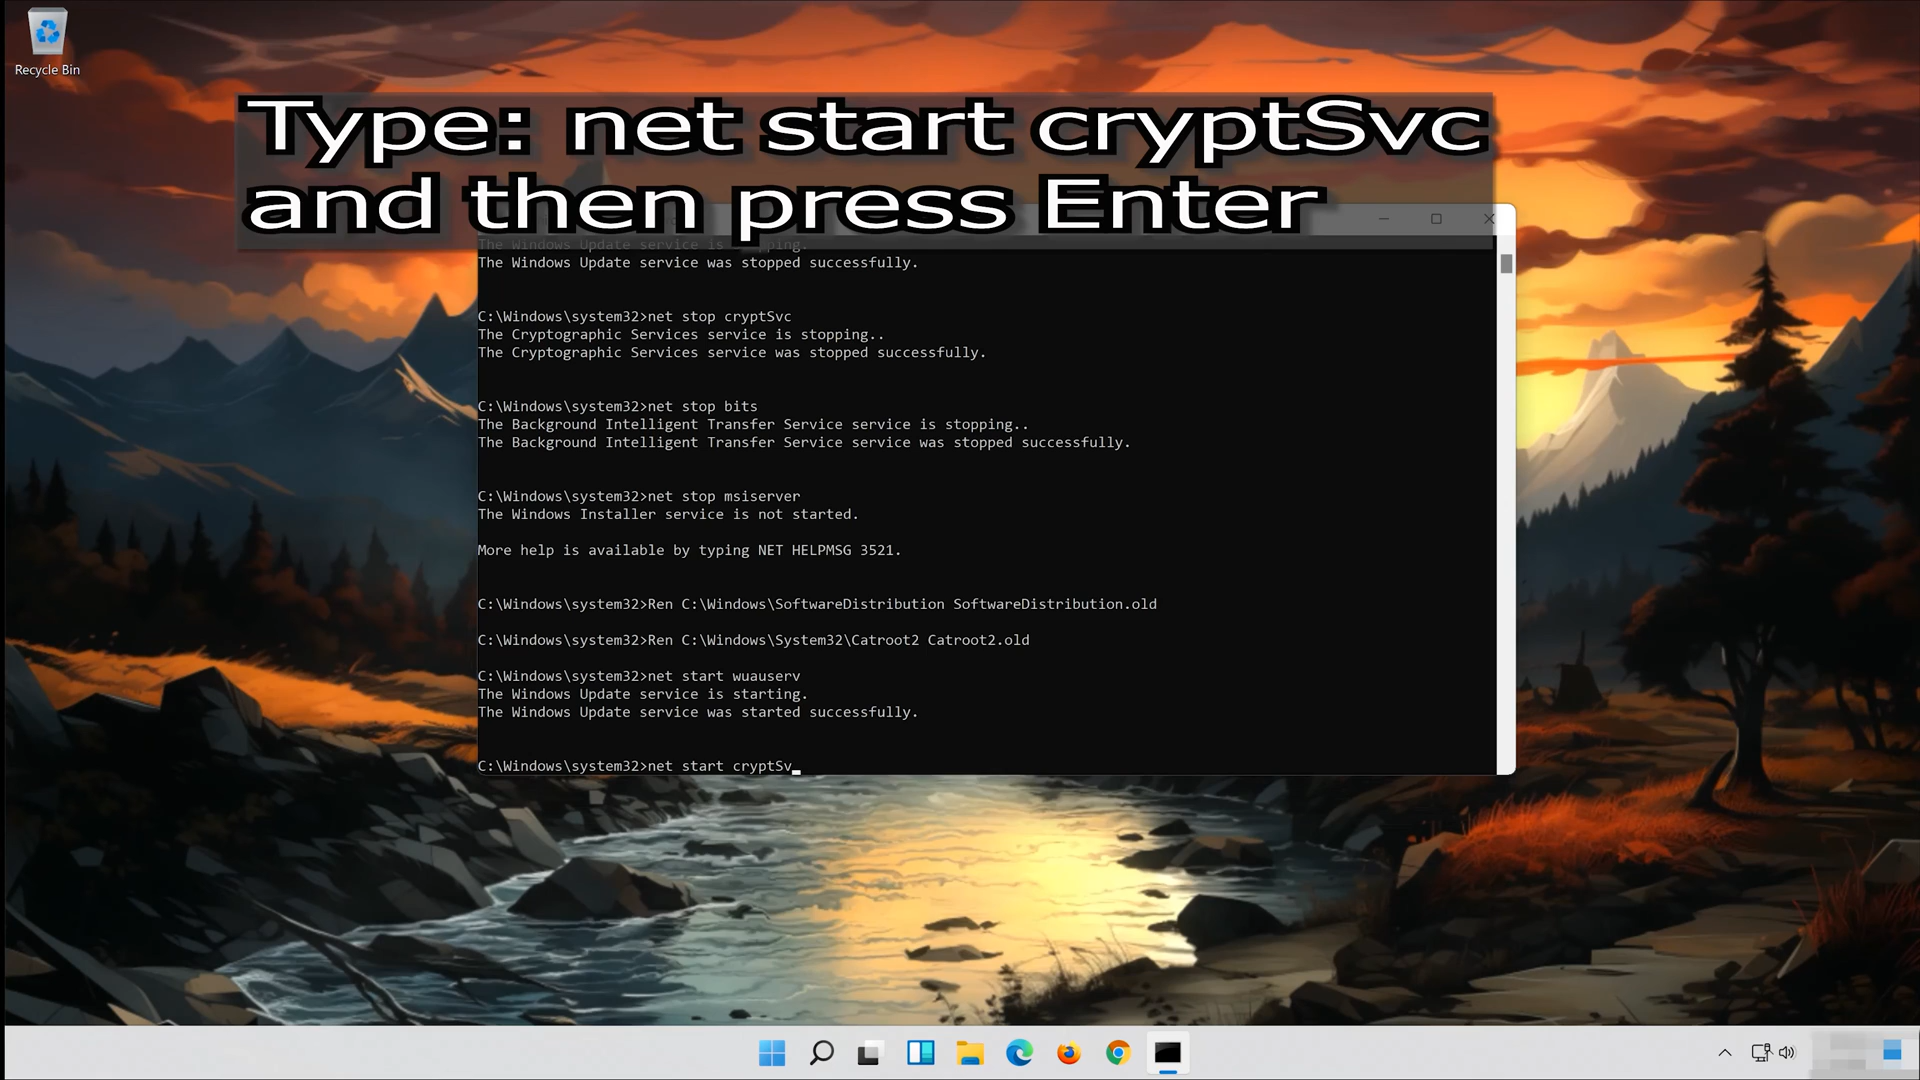 Recycle Bin
Type: net start cryptSvc
and then press Enter
The Windows Update service is stopping.
The Windows Update service was stopped successfully.
C:\Windows\system32>net stop cryptSvc
The Cryptographic Services service is stopping..
The Cryptographic Services service was stopped successfully.
C:\Windows\system32>net stop bits
The Background Intelligent Transfer Service service is stopping..
The Background Intelligent Transfer Service service was stopped successfully.
C:\Windows\system32>net stop msiserver
The Windows Installer service is not started.
More help is available by typing NET HELPMSG 3521.
C:\Windows\system32>Ren C:\Windows\SoftwareDistribution SoftwareDistribution.old
C:\Windows\system32>Ren C:\Windows\System32\Catroot2 Catroot2.old
C:\Windows\system32>net start wuauserv
The Windows Update service is starting.
The Windows Update service was started successfully.
C:\Windows\system32>net start cryptSv